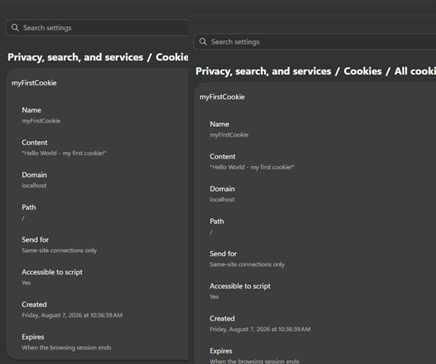 Search settings
Privacy, search, and services / Cookie
myFirstCookie
Name
myFirstCookie
Content
"Hello World - my first cookie!"
Domain
localhost
Path
/
Send for
Same-site connections only
Accessible to script
Yes
Created
Friday, August 7, 2026 at 10:36:39 AM
Expires
When the browsing session ends
Search settings
Privacy, search, and services / Cookies / All cooki
myFirstCookie
Name
myFirstCookie
Content
"Hello World - my first cookie!"
Domain
localhost
Path
/
Send for
Same-site connections only
Accessible to script
Yes
Created
Friday, August 7, 2026 at 10:36:39 AM
Expires
When the browsing session ends